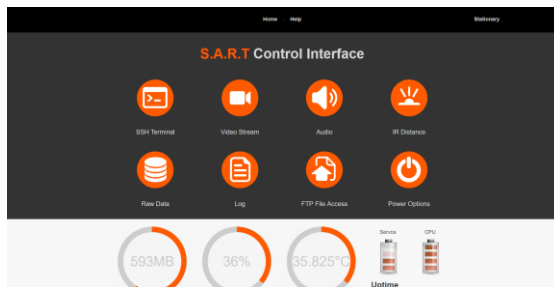 Home Help Stationary
S.A.R.T Control Interface
SSH Terminal Video Stream Audio IR Distance
Raw Data Log FTP File Access Power Options
Servos CPU
593MB 36% 35.825°C
Uptime